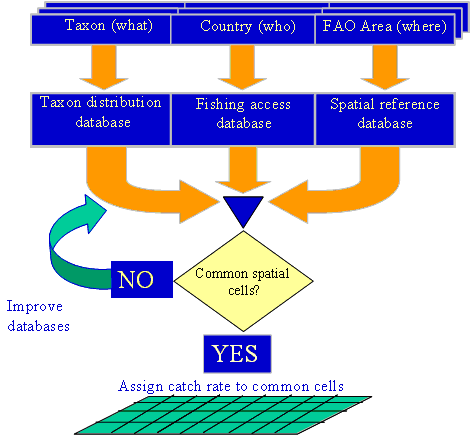 Taxon (what)
Country (who)
FAO Area (where)
Taxon distribution
database
Fishing access
database
Spatial reference
database
Common spatial
cells?
NO
Improve
databases
YES
Assign catch rate to common cells